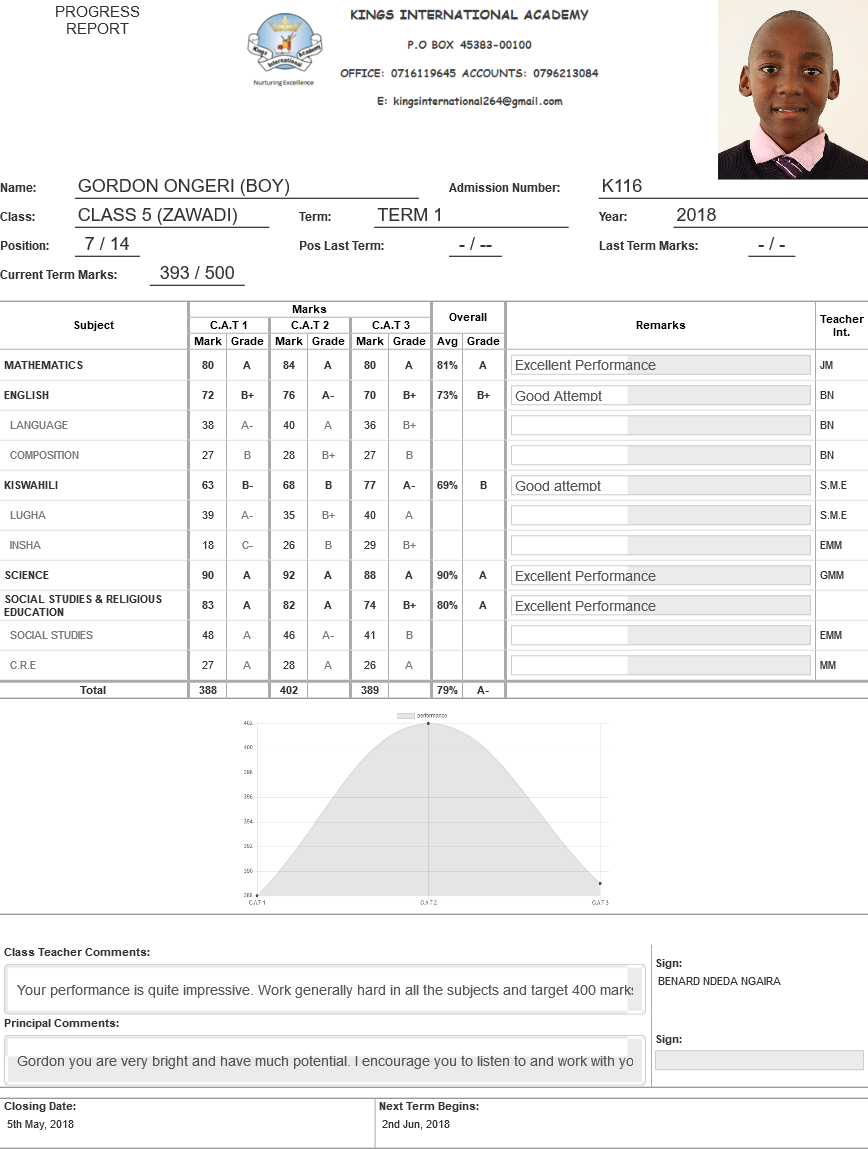 PROGRESS
REPORT
KINGS INTERNATIONAL ACADEMY
P.O BOX 45383-00100
OFFICE: 0716119645 ACCOUNTS: 0796213084
E: kingsinternational264@gmail.com
Kings Academy
International
Nurturing Excellence
Name: GORDON ONGERI (BOY) Admission Number: K116
Class: CLASS 5 (ZAWADI) Term: TERM 1 Year: 2018
Position: 7 / 14 Pos Last Term: - / -- Last Term Marks: - / -
Current Term Marks: 393 / 500
Subject Marks Overall Remarks Teacher Int.
C.A.T 1 C.A.T 2 C.A.T 3
Mark Grade Mark Grade Mark Grade Avg Grade
MATHEMATICS 80 A 84 A 80 A 81% A Excellent Performance JM
ENGLISH 72 B+ 76 A- 70 B+ 73% B+ Good Attempt BN
LANGUAGE 38 A- 40 A 36 B+ BN
COMPOSITION 27 B 28 B+ 27 B BN
KISWAHILI 63 B- 68 B 77 A- 69% B Good attempt S.M.E
LUGHA 39 A- 35 B+ 40 A S.M.E
INSHA 18 C- 26 B 29 B+ EMM
SCIENCE 90 A 92 A 88 A 90% A Excellent Performance GMM
SOCIAL STUDIES & RELIGIOUS
EDUCATION 83 A 82 A 74 B+ 80% A Excellent Performance
SOCIAL STUDIES 48 A 46 A- 41 B EMM
C.R.E 27 A 28 A 26 A MM
Total 388 402 389 79% A-
performance
402
400
398
396
394
392
390
388
C.A.T 1 C.A.T 2 C.A.T 3
Class Teacher Comments:
Your performance is quite impressive. Work generally hard in all the subjects and target 400 marks
Sign:
BENARD NDEDA NGAIRA
Principal Comments:
Gordon you are very bright and have much potential. I encourage you to listen to and work with yo
Sign:
Closing Date: Next Term Begins:
5th May, 2018 2nd Jun, 2018